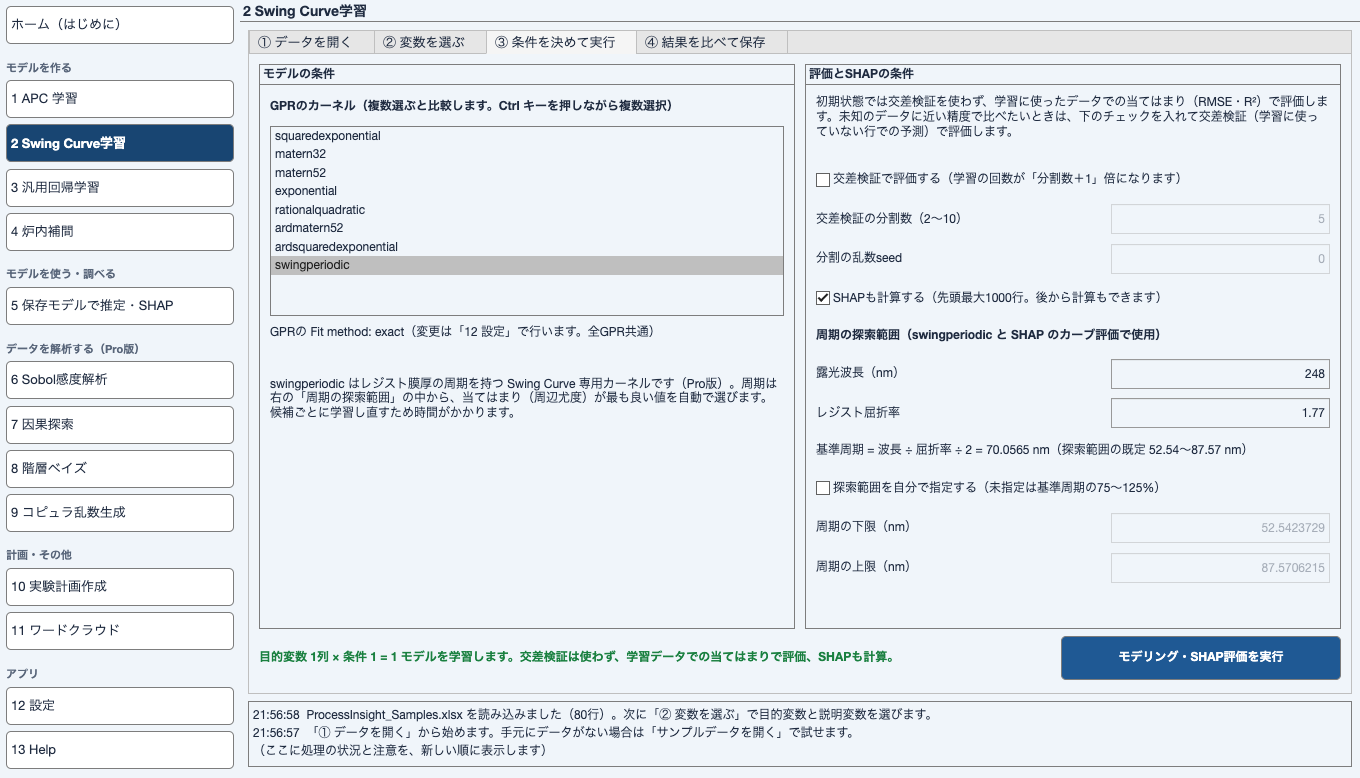 ホーム（はじめに）
モデルを作る
1 APC 学習
2 Swing Curve学習
3 汎用回帰学習
4 炉内補間
モデルを使う・調べる
5 保存モデルで推定・SHAP
データを解析する（Pro版）
6 Sobol感度解析
7 因果探索
8 階層ベイズ
9 コピュラ乱数生成
計画・その他
10 実験計画作成
11 ワードクラウド
アプリ
12 設定
13 Help
2 Swing Curve学習
① データを開く
② 変数を選ぶ
③ 条件を決めて実行
④ 結果を比べて保存
モデルの条件
GPRのカーネル（複数選ぶと比較します。Ctrl キーを押しながら複数選択）
squaredexponential
matern32
matern52
exponential
rationalquadratic
ardmatern52
ardsquaredexponential
swingperiodic
GPRの Fit method: exact（変更は「12 設定」で行います。全GPR共通）
swingperiodic はレジスト膜厚の周期を持つ Swing Curve 専用カーネルです（Pro版）。周期は
右の「周期の探索範囲」の中から、当てはまり（周辺尤度）が最も良い値を自動で選びます。
候補ごとに学習し直すため時間がかかります。
評価とSHAPの条件
初期状態では交差検証を使わず、学習に使ったデータでの当てはまり（RMSE・R²）で評価しま
す。未知のデータに近い精度で比べたいときは、下のチェックを入れて交差検証（学習に使っ
ていない行での予測）で評価します。
交差検証で評価する（学習の回数が「分割数＋1」倍になります）
交差検証の分割数（2〜10）
5
分割の乱数seed
0
SHAPも計算する（先頭最大1000行。後から計算もできます）
周期の探索範囲（swingperiodic と SHAP のカーブ評価で使用）
露光波長（nm）
248
レジスト屈折率
1.77
基準周期 = 波長 ÷ 屈折率 ÷ 2 = 70.0565 nm（探索範囲の既定 52.54〜87.57 nm）
探索範囲を自分で指定する（未指定は基準周期の75〜125%）
周期の下限（nm）
52.5423729
周期の上限（nm）
87.5706215
目的変数 1列 × 条件 1 = 1 モデルを学習します。交差検証は使わず、学習データでの当てはまりで評価、SHAPも計算。
モデリング・SHAP評価を実行
21:56:58 ProcessInsight_Samples.xlsx を読み込みました（80行）。次に「② 変数を選ぶ」で目的変数と説明変数を選びます。
21:56:57 「① データを開く」から始めます。手元にデータがない場合は「サンプルデータを開く」で試せます。
（ここに処理の状況と注意を、新しい順に表示します）